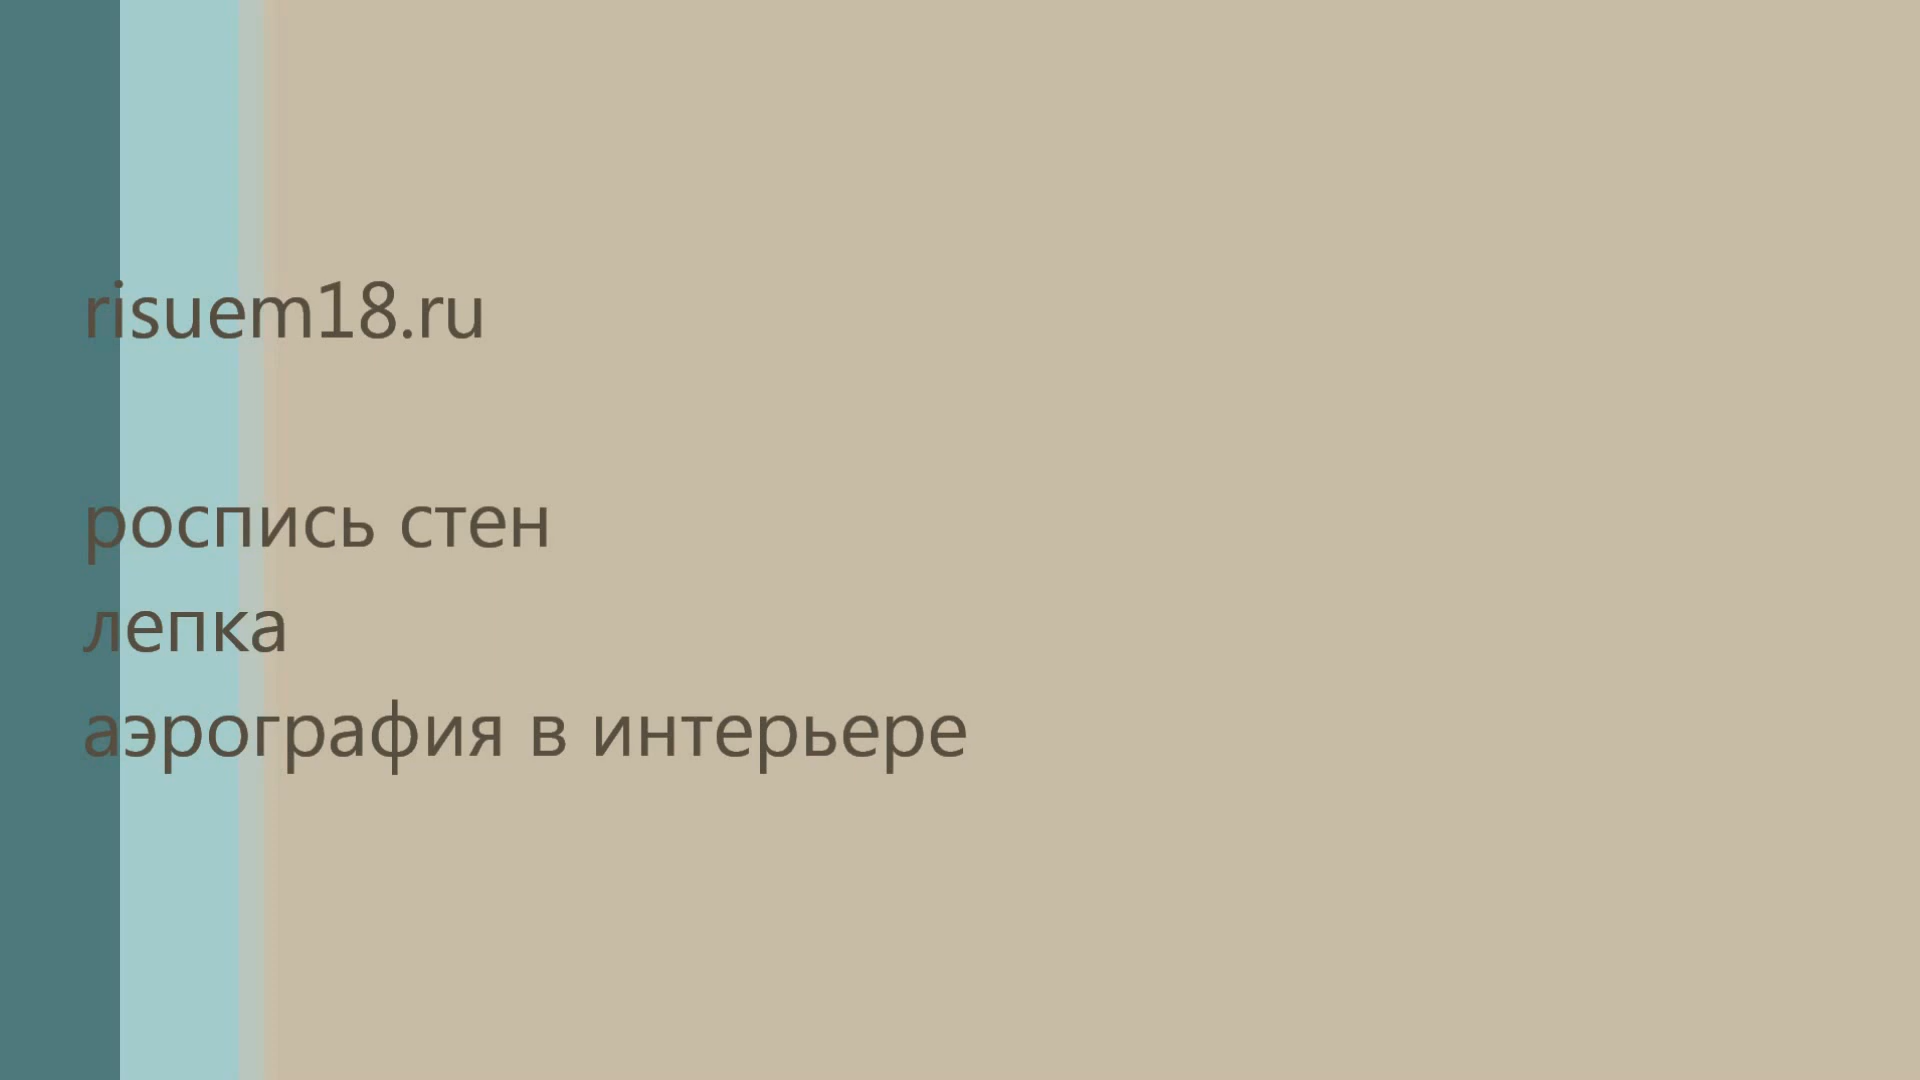 risuem18.ru
роспись стен
лепка
аэрография в интерьере